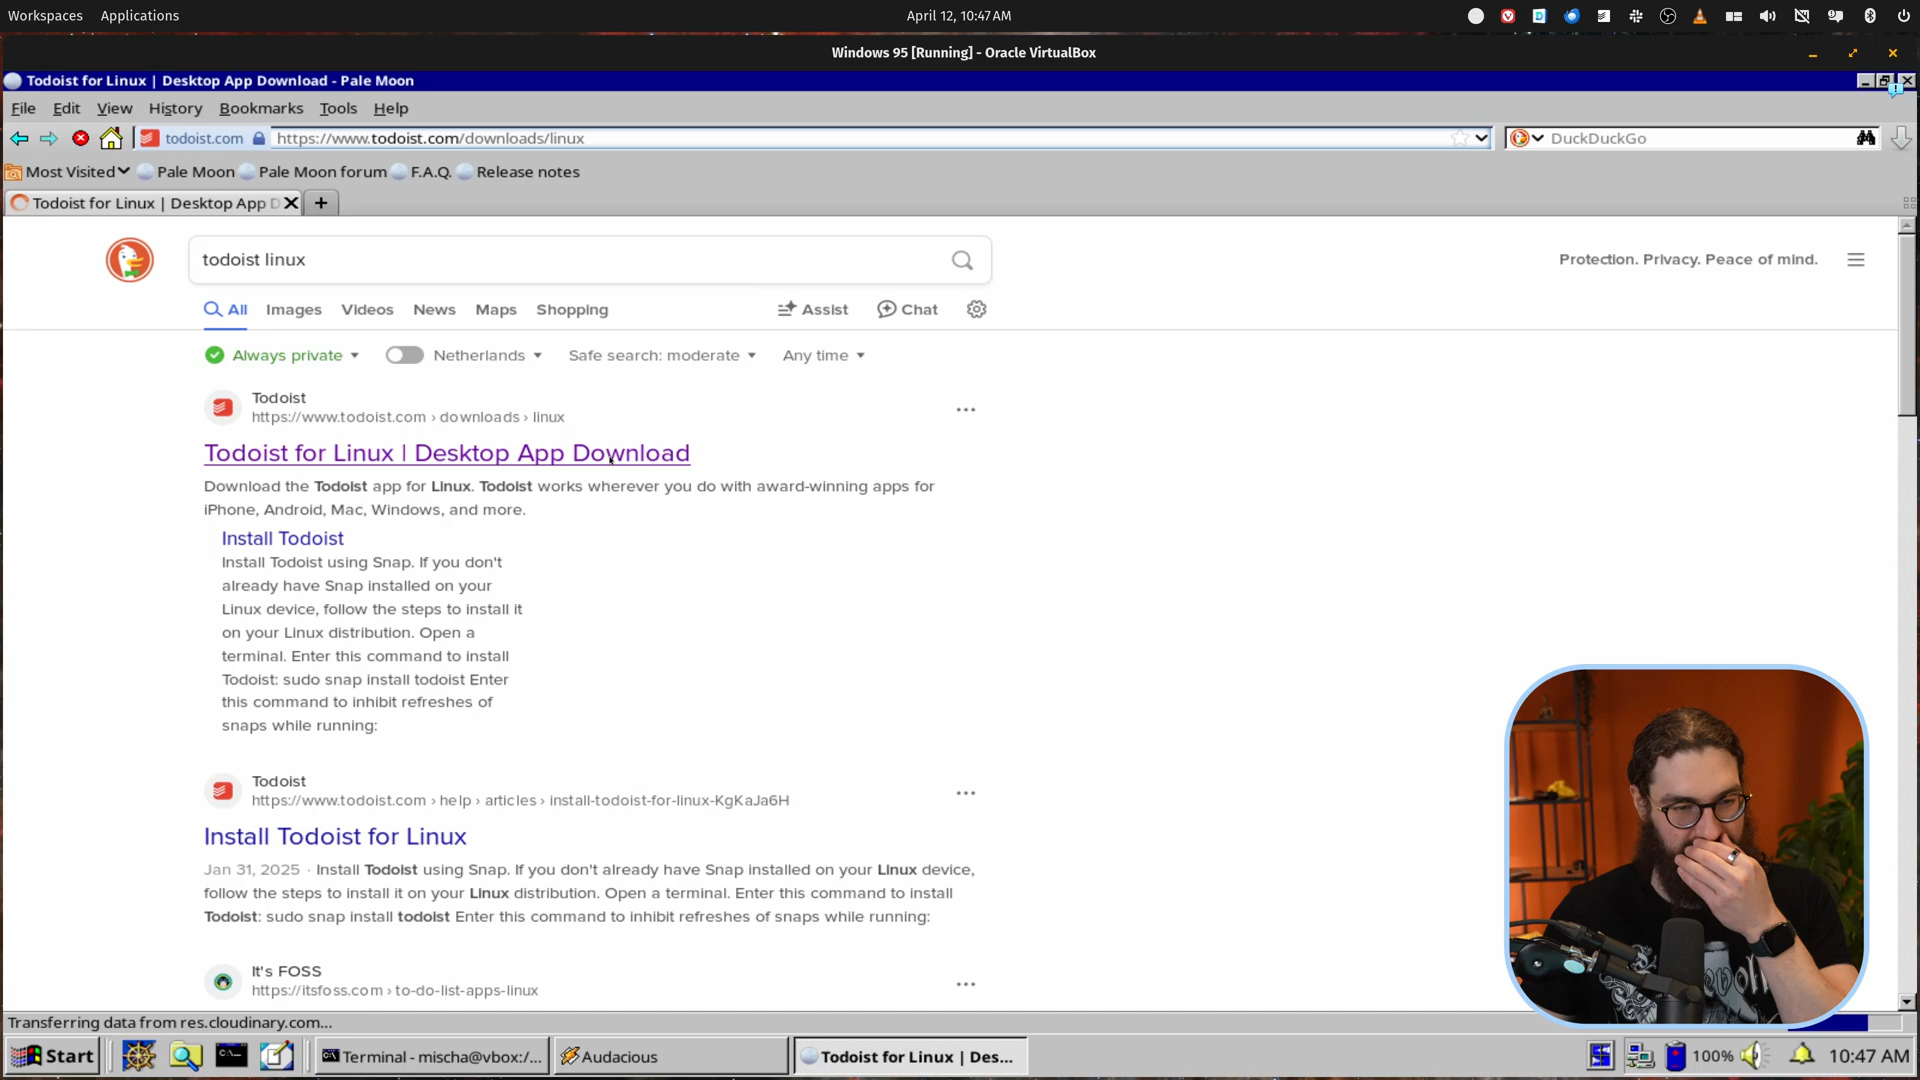 Workspaces Applications April 12, 10:47 AM
Windows 95 [Running] - Oracle VirtualBox
Todoist for Linux | Desktop App Download - Pale Moon
File Edit View History Bookmarks Tools Help
todoist.com https://www.todoist.com/downloads/linux DuckDuckGo
Most Visited Pale Moon Pale Moon forum F.A.Q. Release notes
Todoist for Linux | Desktop App D
todoist linux
Protection. Privacy. Peace of mind.
All Images Videos News Maps Shopping Assist Chat
Always private Netherlands Safe search: moderate Any time
Todoist
https://www.todoist.com › downloads › linux
Todoist for Linux | Desktop App Download
Download the Todoist app for Linux. Todoist works wherever you do with award-winning apps for
iPhone, Android, Mac, Windows, and more.
Install Todoist
Install Todoist using Snap. If you don't
already have Snap installed on your
Linux device, follow the steps to install it
on your Linux distribution. Open a
terminal. Enter this command to install
Todoist: sudo snap install todoist Enter
this command to inhibit refreshes of
snaps while running:
Todoist
https://www.todoist.com › help › articles › install-todoist-for-linux-KgKaJa6H
Install Todoist for Linux
Jan 31, 2025 · Install Todoist using Snap. If you don't already have Snap installed on your Linux device,
follow the steps to install it on your Linux distribution. Open a terminal. Enter this command to install
Todoist: sudo snap install todoist Enter this command to inhibit refreshes of snaps while running:
It's FOSS
https://itsfoss.com › to-do-list-apps-linux
Transferring data from res.cloudinary.com...
Start Terminal - mischa@vbox:/... Audacious Todoist for Linux | Des... 100% 10:47 AM